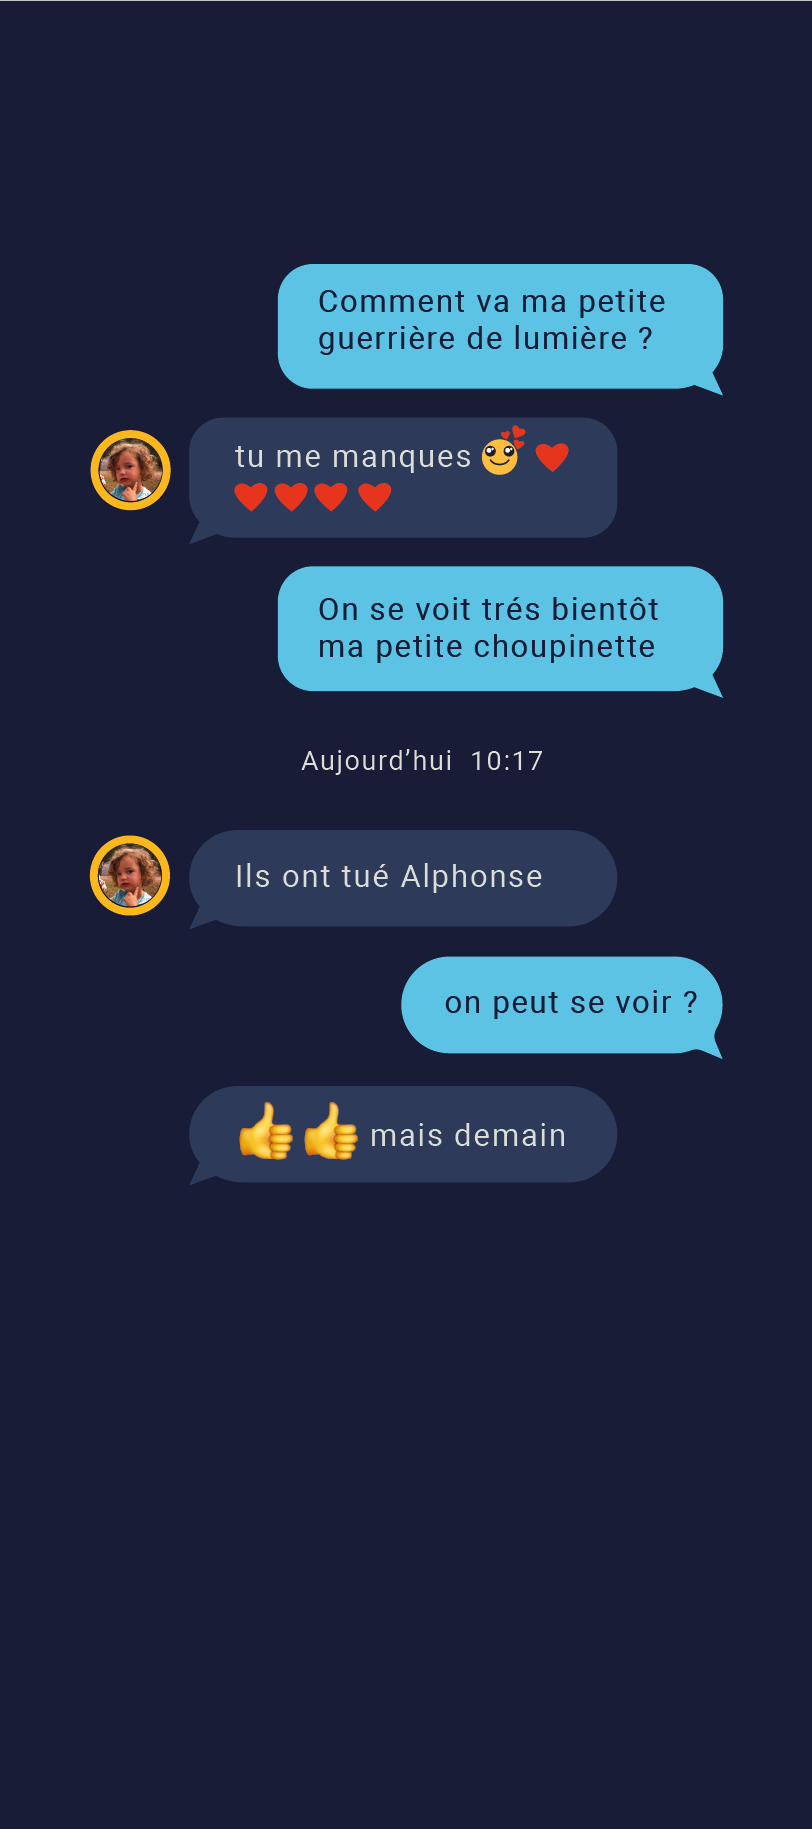 Comment va ma petite
guerrière de lumière ?
tu me manques 🥰 ❤️
❤️❤️❤️ ❤️
On se voit trés bientôt
ma petite choupinette
Aujourd’hui 10:17
Ils ont tué Alphonse
on peut se voir ?
👍 👍 mais demain